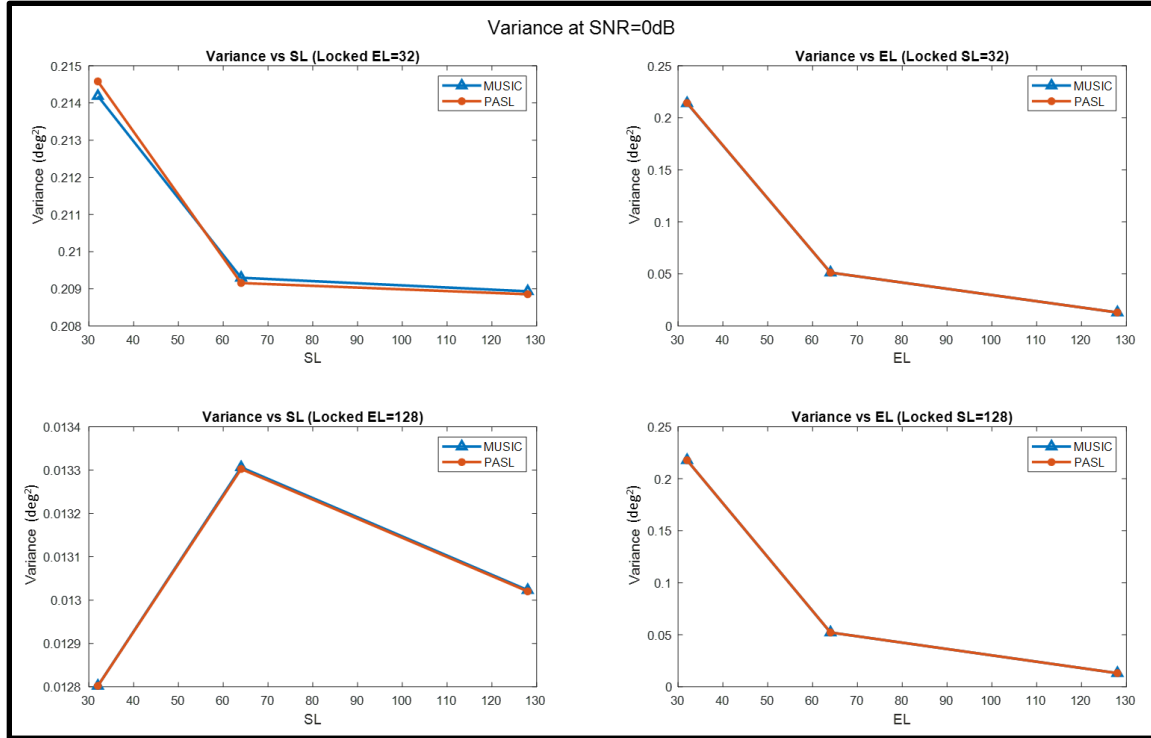 Variance at SNR=0dB
Variance vs SL (Locked EL=32)
0.215
0.214
0.213
0.212
0.211
0.21
0.209
0.208
Variance (deg²)
30 40 50 60 70 80 90 100 110 120 130
SL
MUSIC
PASL
Variance vs EL (Locked SL=32)
0.25
0.2
0.15
0.1
0.05
0
Variance (deg²)
30 40 50 60 70 80 90 100 110 120 130
EL
MUSIC
PASL
Variance vs SL (Locked EL=128)
0.0134
0.0133
0.0132
0.0131
0.013
0.0129
0.0128
Variance (deg²)
30 40 50 60 70 80 90 100 110 120 130
SL
MUSIC
PASL
Variance vs EL (Locked SL=128)
0.25
0.2
0.15
0.1
0.05
0
Variance (deg²)
30 40 50 60 70 80 90 100 110 120 130
EL
MUSIC
PASL